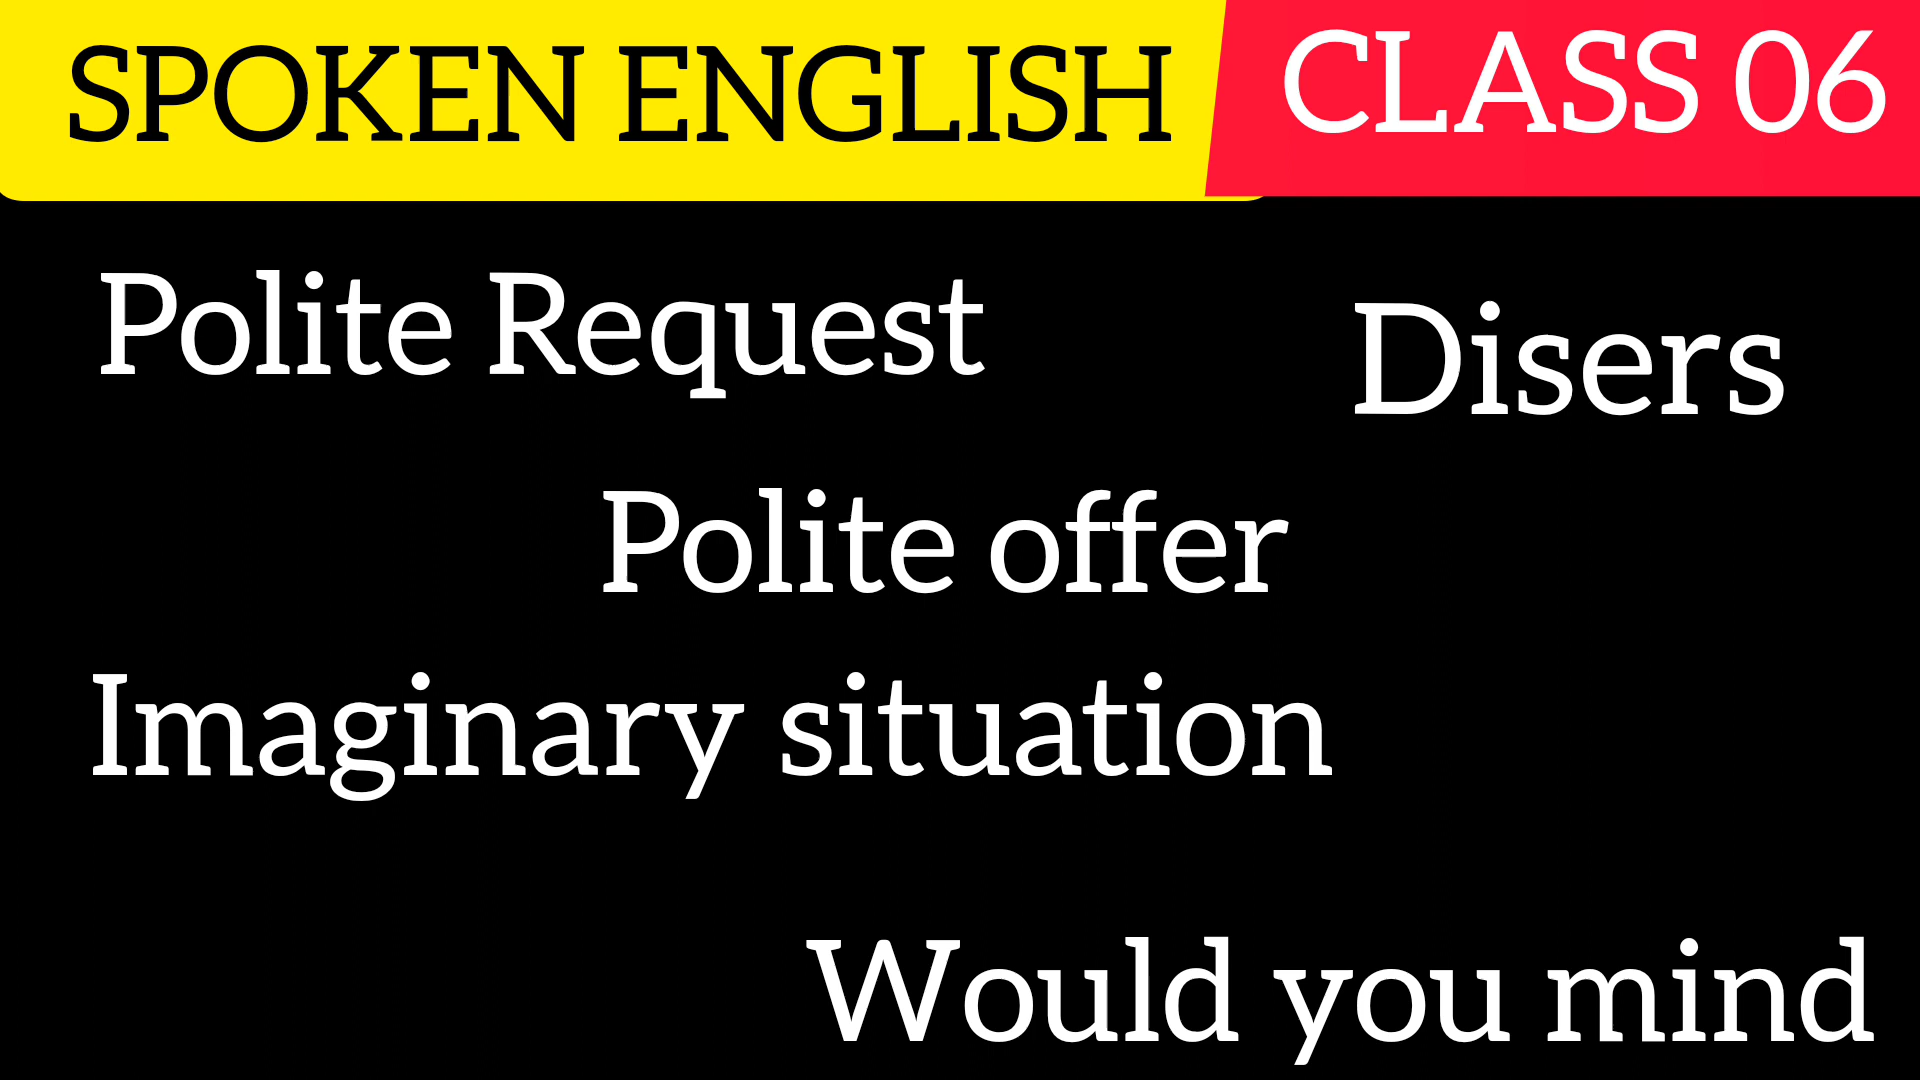 SPOKEN ENGLISH
CLASS 06
Polite Request
Disers
Polite offer
Imaginary situation
Would you mind